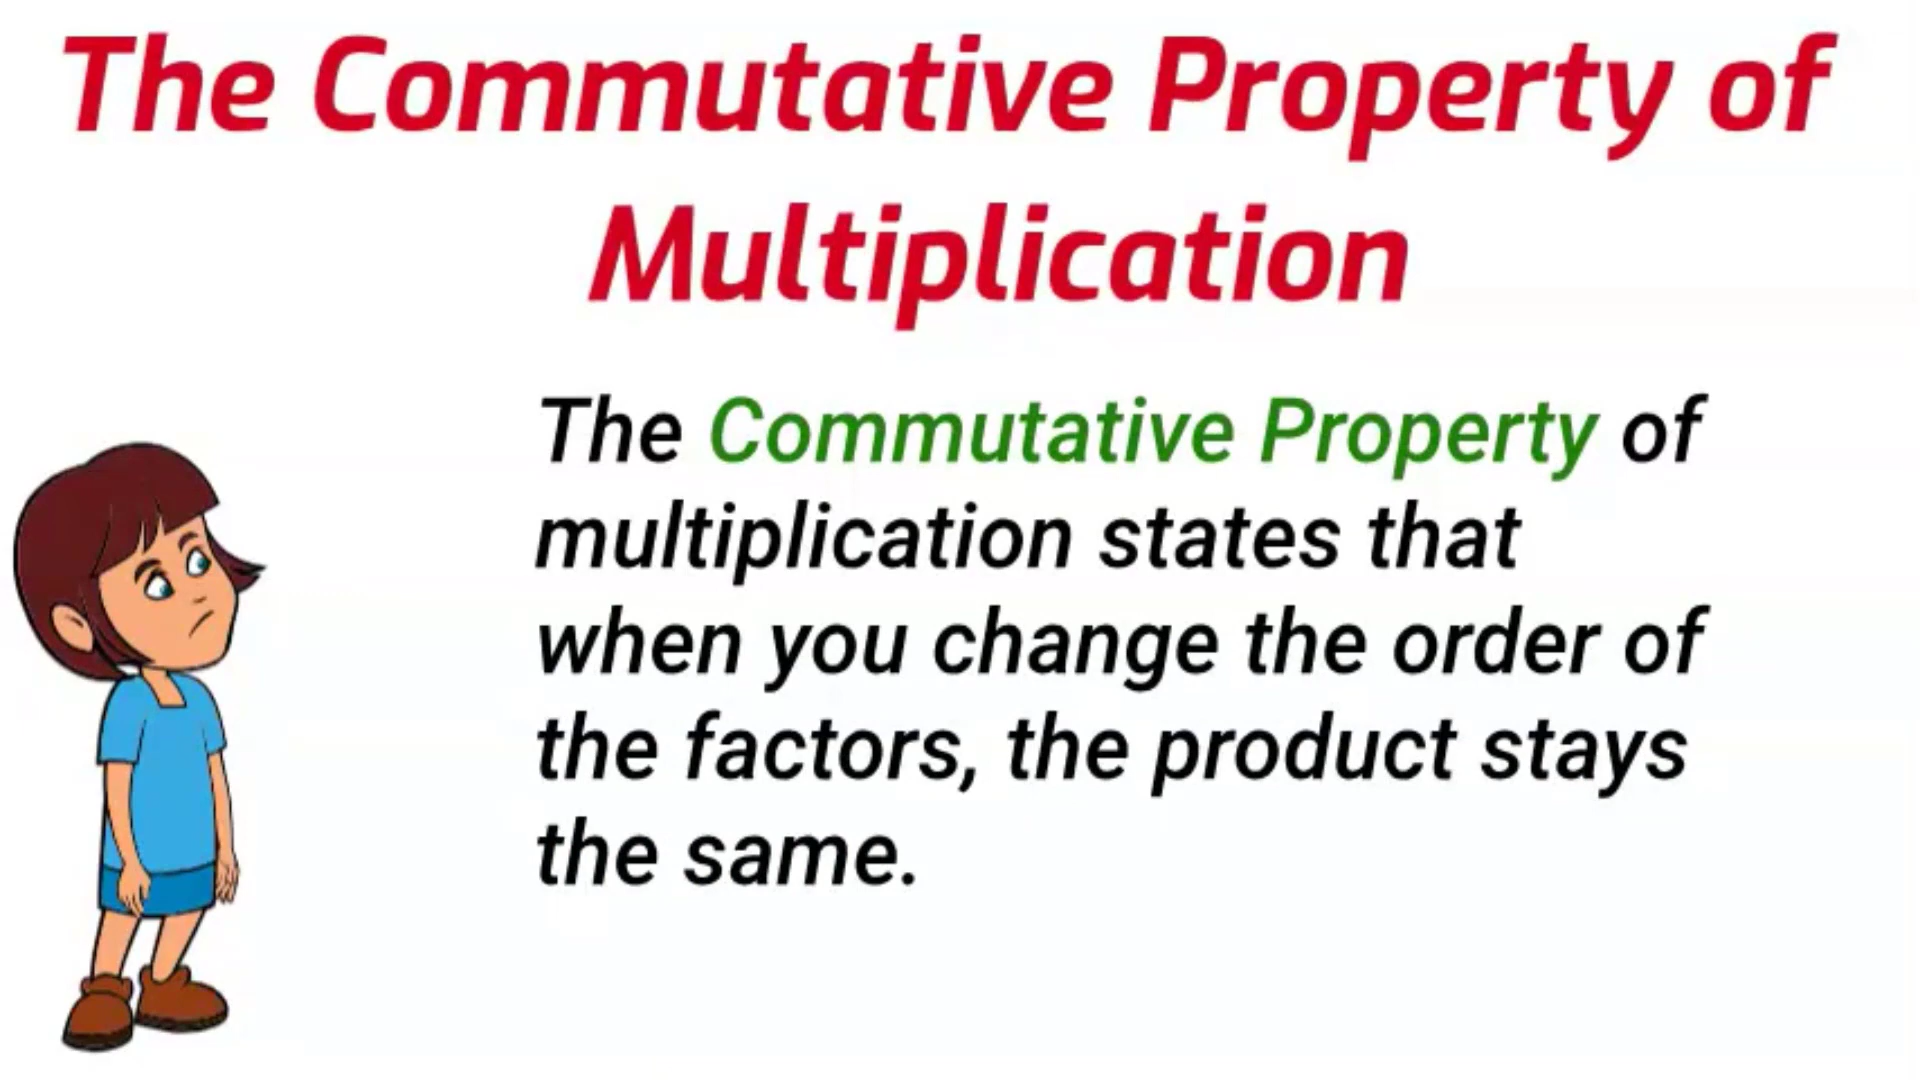 The Commutative Property of
Multiplication
The Commutative Property of
multiplication states that
when you change the order of
the factors, the product stays
the same.